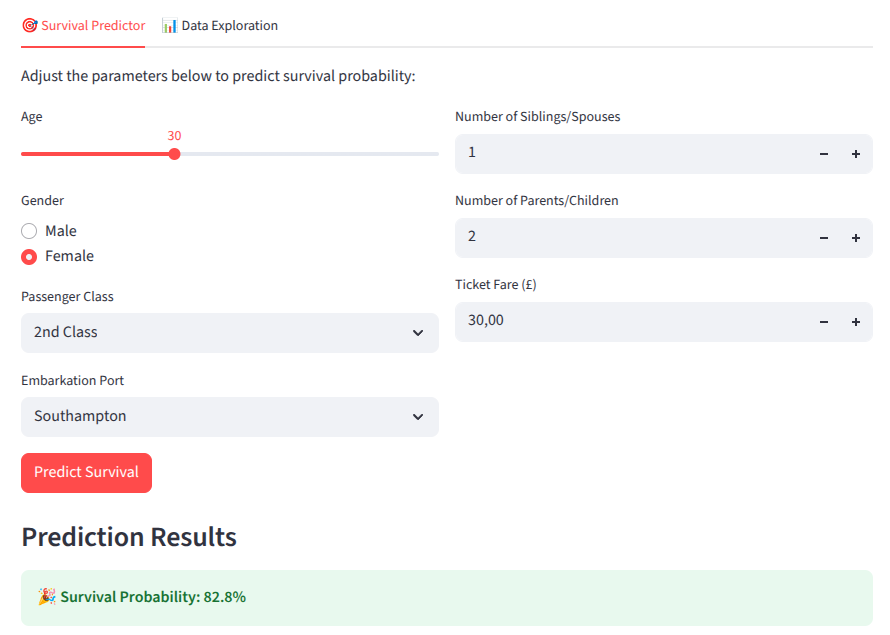 🎯 Survival Predictor 📊 Data Exploration
Adjust the parameters below to predict survival probability:
Age
30
Gender
Male
Female
Passenger Class
2nd Class
Embarkation Port
Southampton
Number of Siblings/Spouses
1
Number of Parents/Children
2
Ticket Fare (£)
30,00
Predict Survival
Prediction Results
🎉 Survival Probability: 82.8%